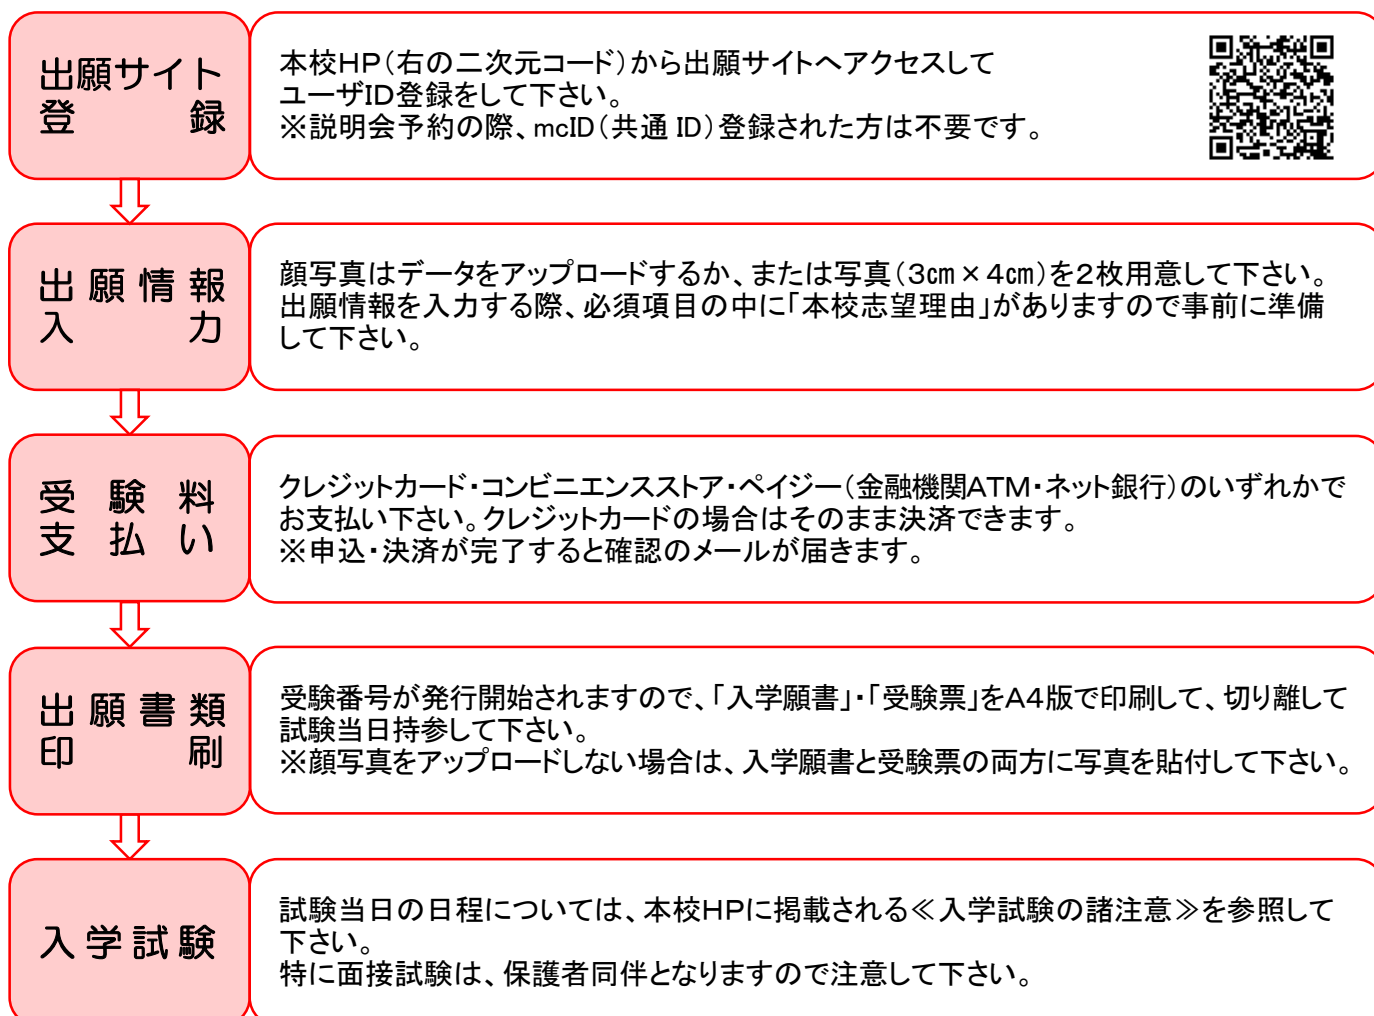 出願サイト
登録
本校HP(右の二次元コード)から出願サイトへアクセスして
ユーザID登録をして下さい。
※説明会予約の際、mcID(共通 ID)登録された方は不要です。
出願情報
入力
顔写真はデータをアップロードするか、または写真(3㎝×4㎝)を2枚用意して下さい。
出願情報を入力する際、必須項目の中に「本校志望理由」がありますので事前に準備
して下さい。
受験料
支払い
クレジットカード・コンビニエンスストア・ペイジー(金融機関ATM・ネット銀行)のいずれかで
お支払い下さい。クレジットカードの場合はそのまま決済できます。
※申込・決済が完了すると確認のメールが届きます。
出願書類
印刷
受験番号が発行開始されますので、「入学願書」・「受験票」をA4版で印刷して、切り離して
試験当日持参して下さい。
※顔写真をアップロードしない場合は、入学願書と受験票の両方に写真を貼付して下さい。
入学試験
試験当日の日程については、本校HPに掲載される≪入学試験の諸注意≫を参照して
下さい。
特に面接試験は、保護者同伴となりますので注意して下さい。